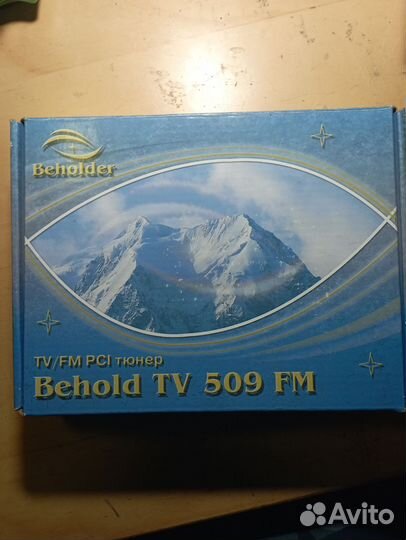 Beholder
TV/FM PCI тюнер
Behold TV 509 FM
Avito